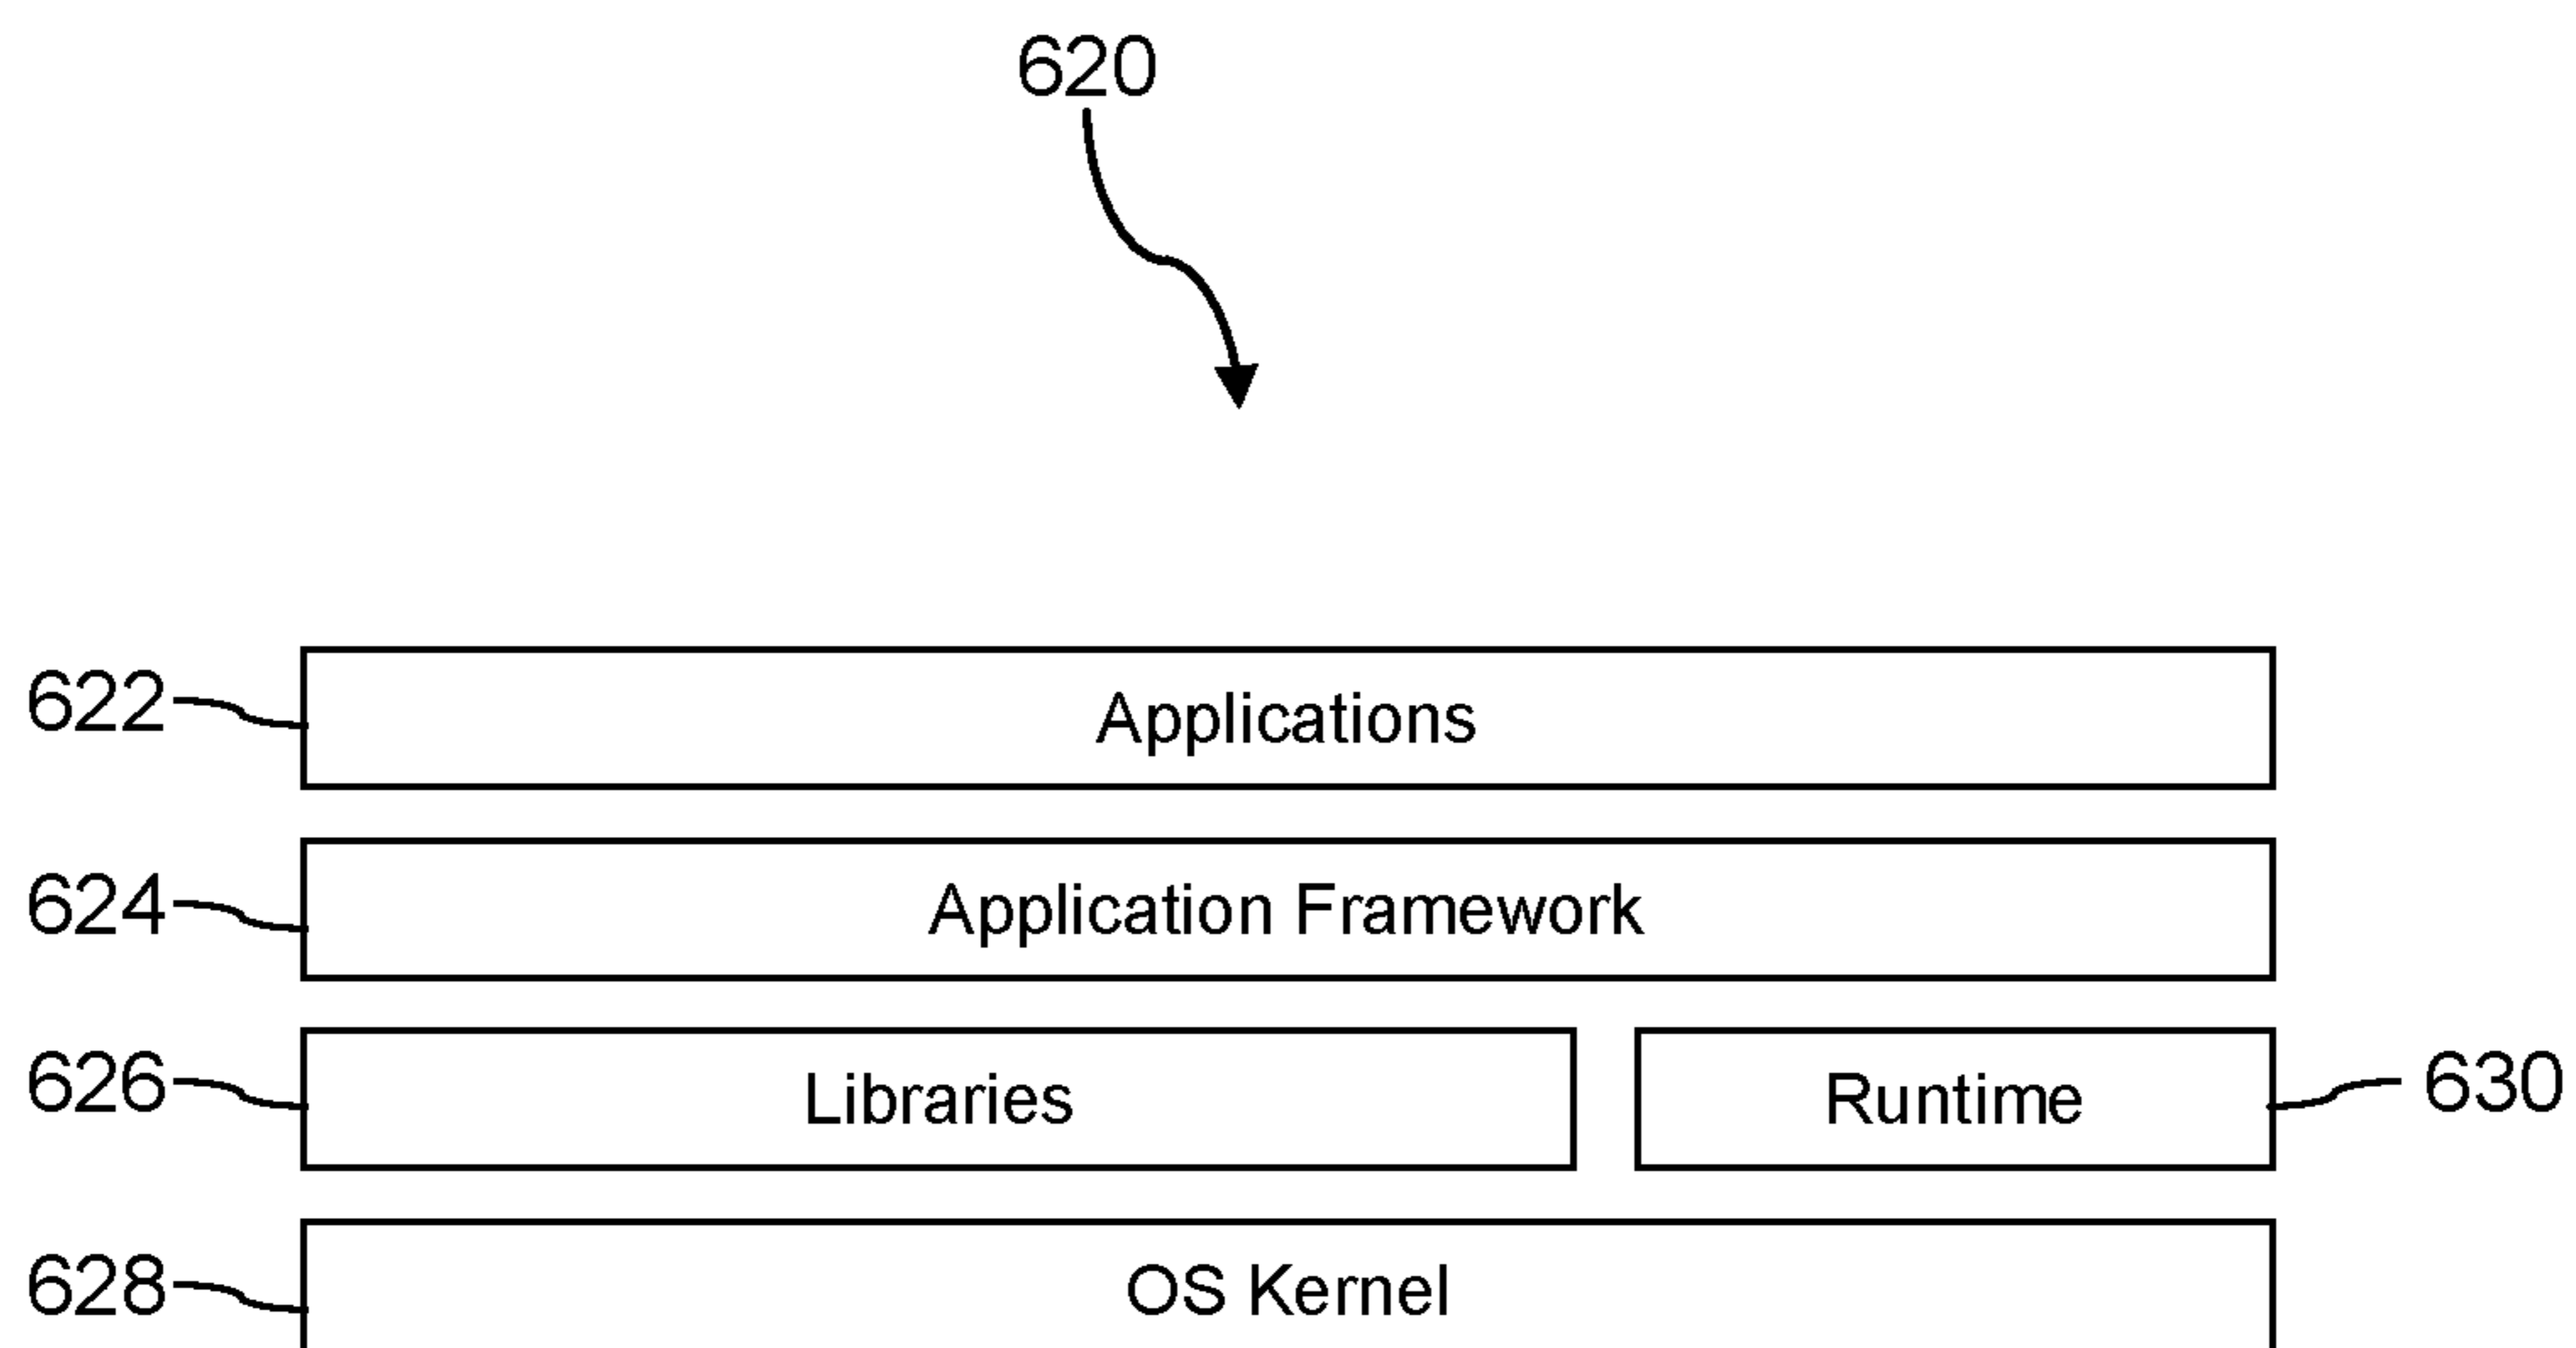 620
622 Applications
624 Application Framework
626 Libraries Runtime 630
628 OS Kernel